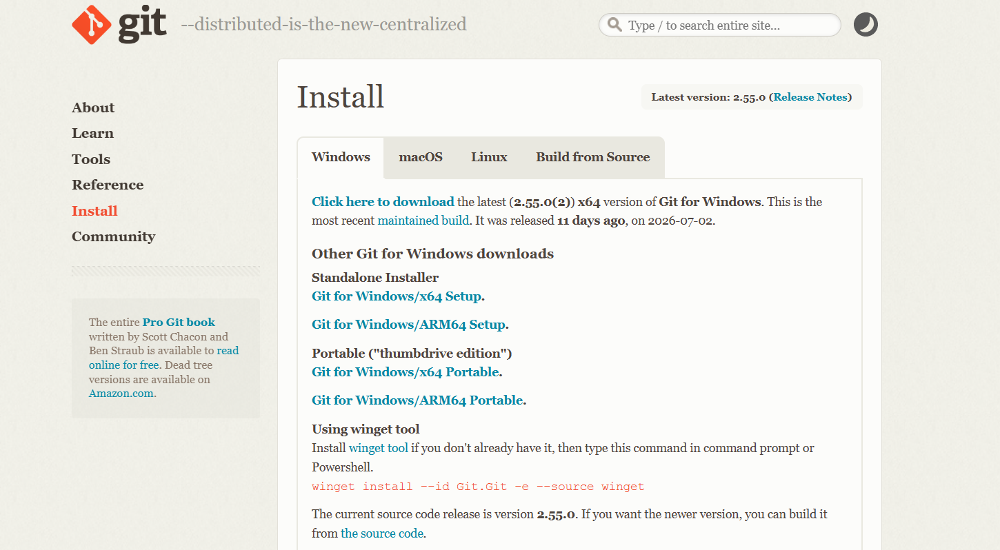 git --distributed-is-the-new-centralized
Type / to search entire site...
About
Learn
Tools
Reference
Install
Community
The entire Pro Git book
written by Scott Chacon and
Ben Straub is available to read
online for free. Dead tree
versions are available on
Amazon.com.
Install
Latest version: 2.55.0 (Release Notes)
Windows macOS Linux Build from Source
Click here to download the latest (2.55.0(2)) x64 version of Git for Windows. This is the
most recent maintained build. It was released 11 days ago, on 2026-07-02.
Other Git for Windows downloads
Standalone Installer
Git for Windows/x64 Setup.
Git for Windows/ARM64 Setup.
Portable ("thumbdrive edition")
Git for Windows/x64 Portable.
Git for Windows/ARM64 Portable.
Using winget tool
Install winget tool if you don't already have it, then type this command in command prompt or
Powershell.
winget install --id Git.Git -e --source winget
The current source code release is version 2.55.0. If you want the newer version, you can build it
from the source code.